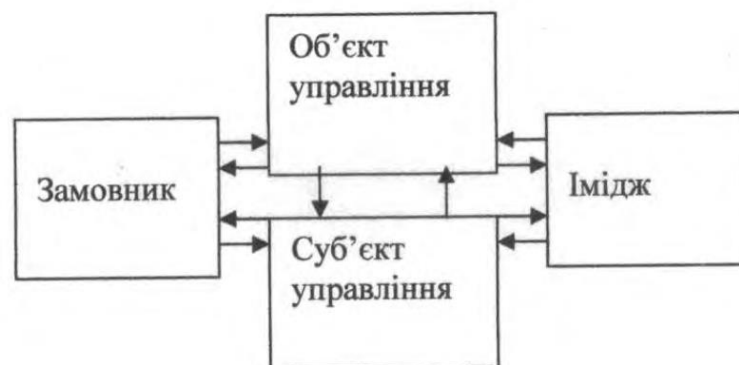 Об’єкт
управління
Замовник
Імідж
Суб’єкт
управління